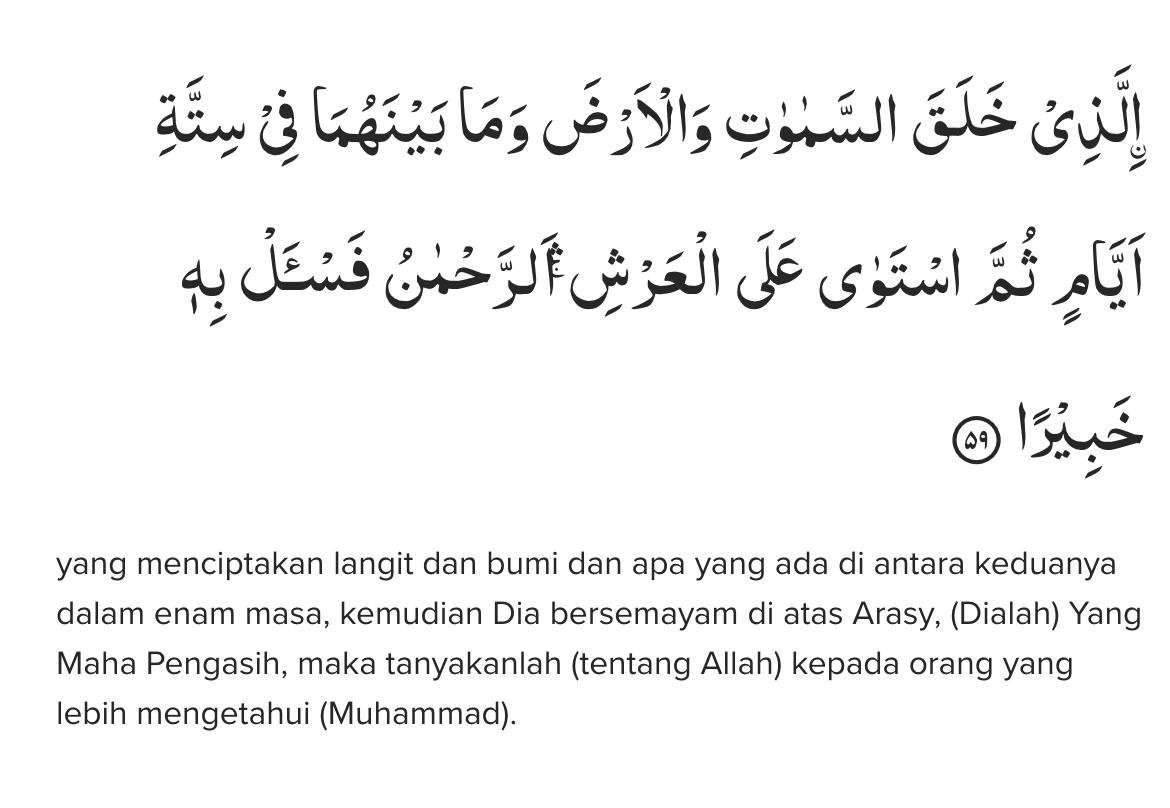 اِۨلَّذِيْ خَلَقَ السَّمٰوٰتِ وَالْاَرْضَ وَمَا بَيْنَهُمَا فِيْ سِتَّةِ
اَيَّامٍ ثُمَّ اسْتَوٰى عَلَى الْعَرْشِۛ اَلرَّحْمٰنُ فَسْـَٔلْ بِهٖ
خَبِيْرًا ۵۹
yang menciptakan langit dan bumi dan apa yang ada di antara keduanya
dalam enam masa, kemudian Dia bersemayam di atas Arasy, (Dialah) Yang
Maha Pengasih, maka tanyakanlah (tentang Allah) kepada orang yang
lebih mengetahui (Muhammad).